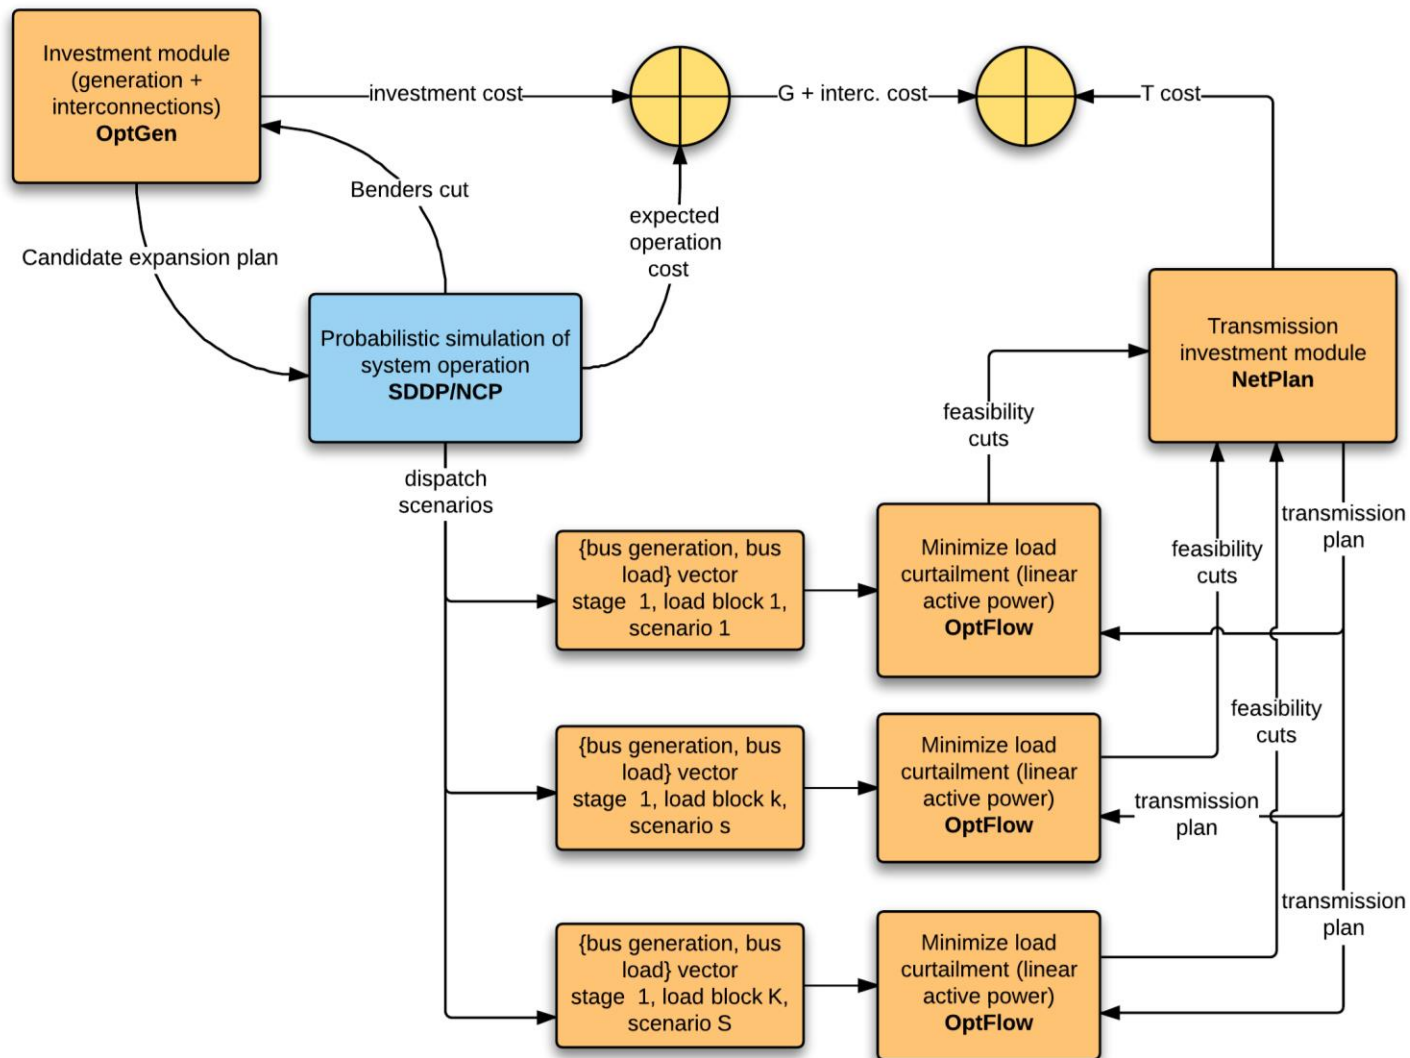 Investment module
(generation +
interconnections)
OptGen
investment cost
G + interc. cost
T cost
Benders cut
expected
operation
cost
Candidate expansion plan
Probabilistic simulation of
system operation
SDDP/NCP
Transmission
investment module
NetPlan
feasibility
cuts
dispatch
scenarios
transmission
plan
{bus generation, bus
load} vector
stage 1, load block 1,
scenario 1
Minimize load
curtailment (linear
active power)
OptFlow
feasibility
cuts
feasibility
cuts
{bus generation, bus
load} vector
stage 1, load block k,
scenario s
Minimize load
curtailment (linear
active power)
OptFlow
transmission
plan
transmission
plan
{bus generation, bus
load} vector
stage 1, load block K,
scenario S
Minimize load
curtailment (linear
active power)
OptFlow